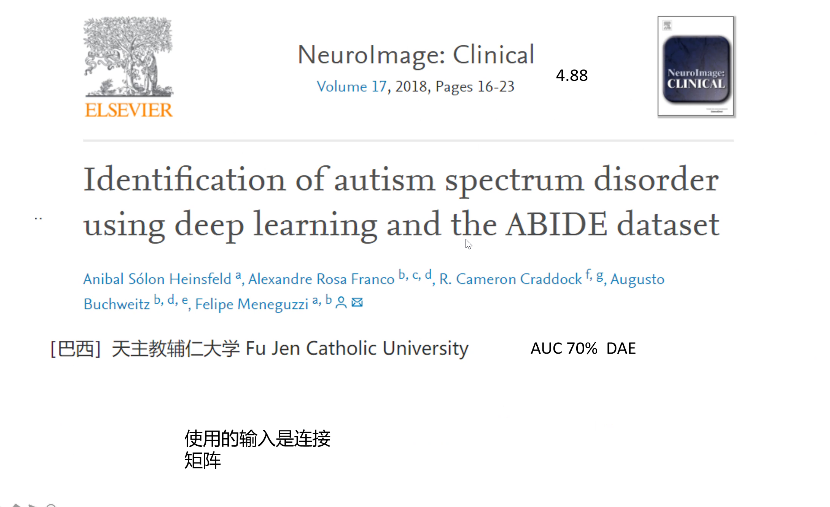 NeuroImage: Clinical
Volume 17, 2018, Pages 16-23
4.88
NeuroImage:
CLINICAL
ELSEVIER
Identification of autism spectrum disorder
using deep learning and the ABIDE dataset
Anibal Sólon Heinsfeld a, Alexandre Rosa Franco b, c, d, R. Cameron Craddock f, g, Augusto
Buchweitz b, d, e, Felipe Meneguzzi a, b
[巴西] 天主教辅仁大学 Fu Jen Catholic University
AUC 70% DAE
使用的输入是连接
矩阵